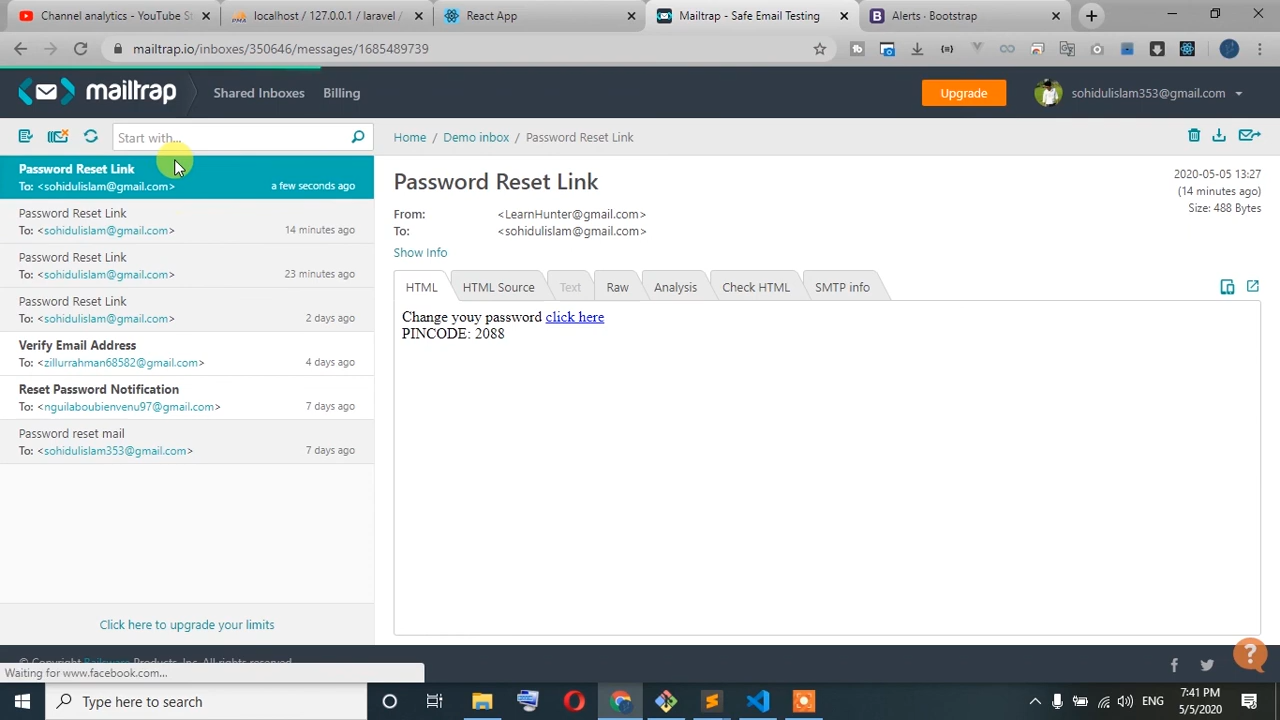 Channel analytics - YouTube St
localhost / 127.0.0.1 / laravel /
React App
Mailtrap - Safe Email Testing
Alerts · Bootstrap
mailtrap.io/inboxes/350646/messages/1685489739
mailtrap
Shared Inboxes
Billing
Upgrade
sohidulislam353@gmail.com
Start with...
Home / Demo inbox / Password Reset Link
Password Reset Link
To: <sohidulislam@gmail.com> a few seconds ago
Password Reset Link
To: <sohidulislam@gmail.com> 14 minutes ago
Password Reset Link
To: <sohidulislam@gmail.com> 23 minutes ago
Password Reset Link
To: <sohidulislam@gmail.com> 2 days ago
Verify Email Address
To: <zillurrahman68582@gmail.com> 4 days ago
Reset Password Notification
To: <nguilaboubienvenu97@gmail.com> 7 days ago
Password reset mail
To: <sohidulislam353@gmail.com> 7 days ago
Click here to upgrade your limits
Password Reset Link
2020-05-05 13:27
(14 minutes ago)
Size: 488 Bytes
From: <LearnHunter@gmail.com>
To: <sohidulislam@gmail.com>
Show Info
HTML
HTML Source
Text
Raw
Analysis
Check HTML
SMTP info
Change youy password click here
PINCODE: 2088
© Copyright Railsware Products, Inc. All rights reserved
Waiting for www.facebook.com...
Type here to search
ENG
7:41 PM
5/5/2020